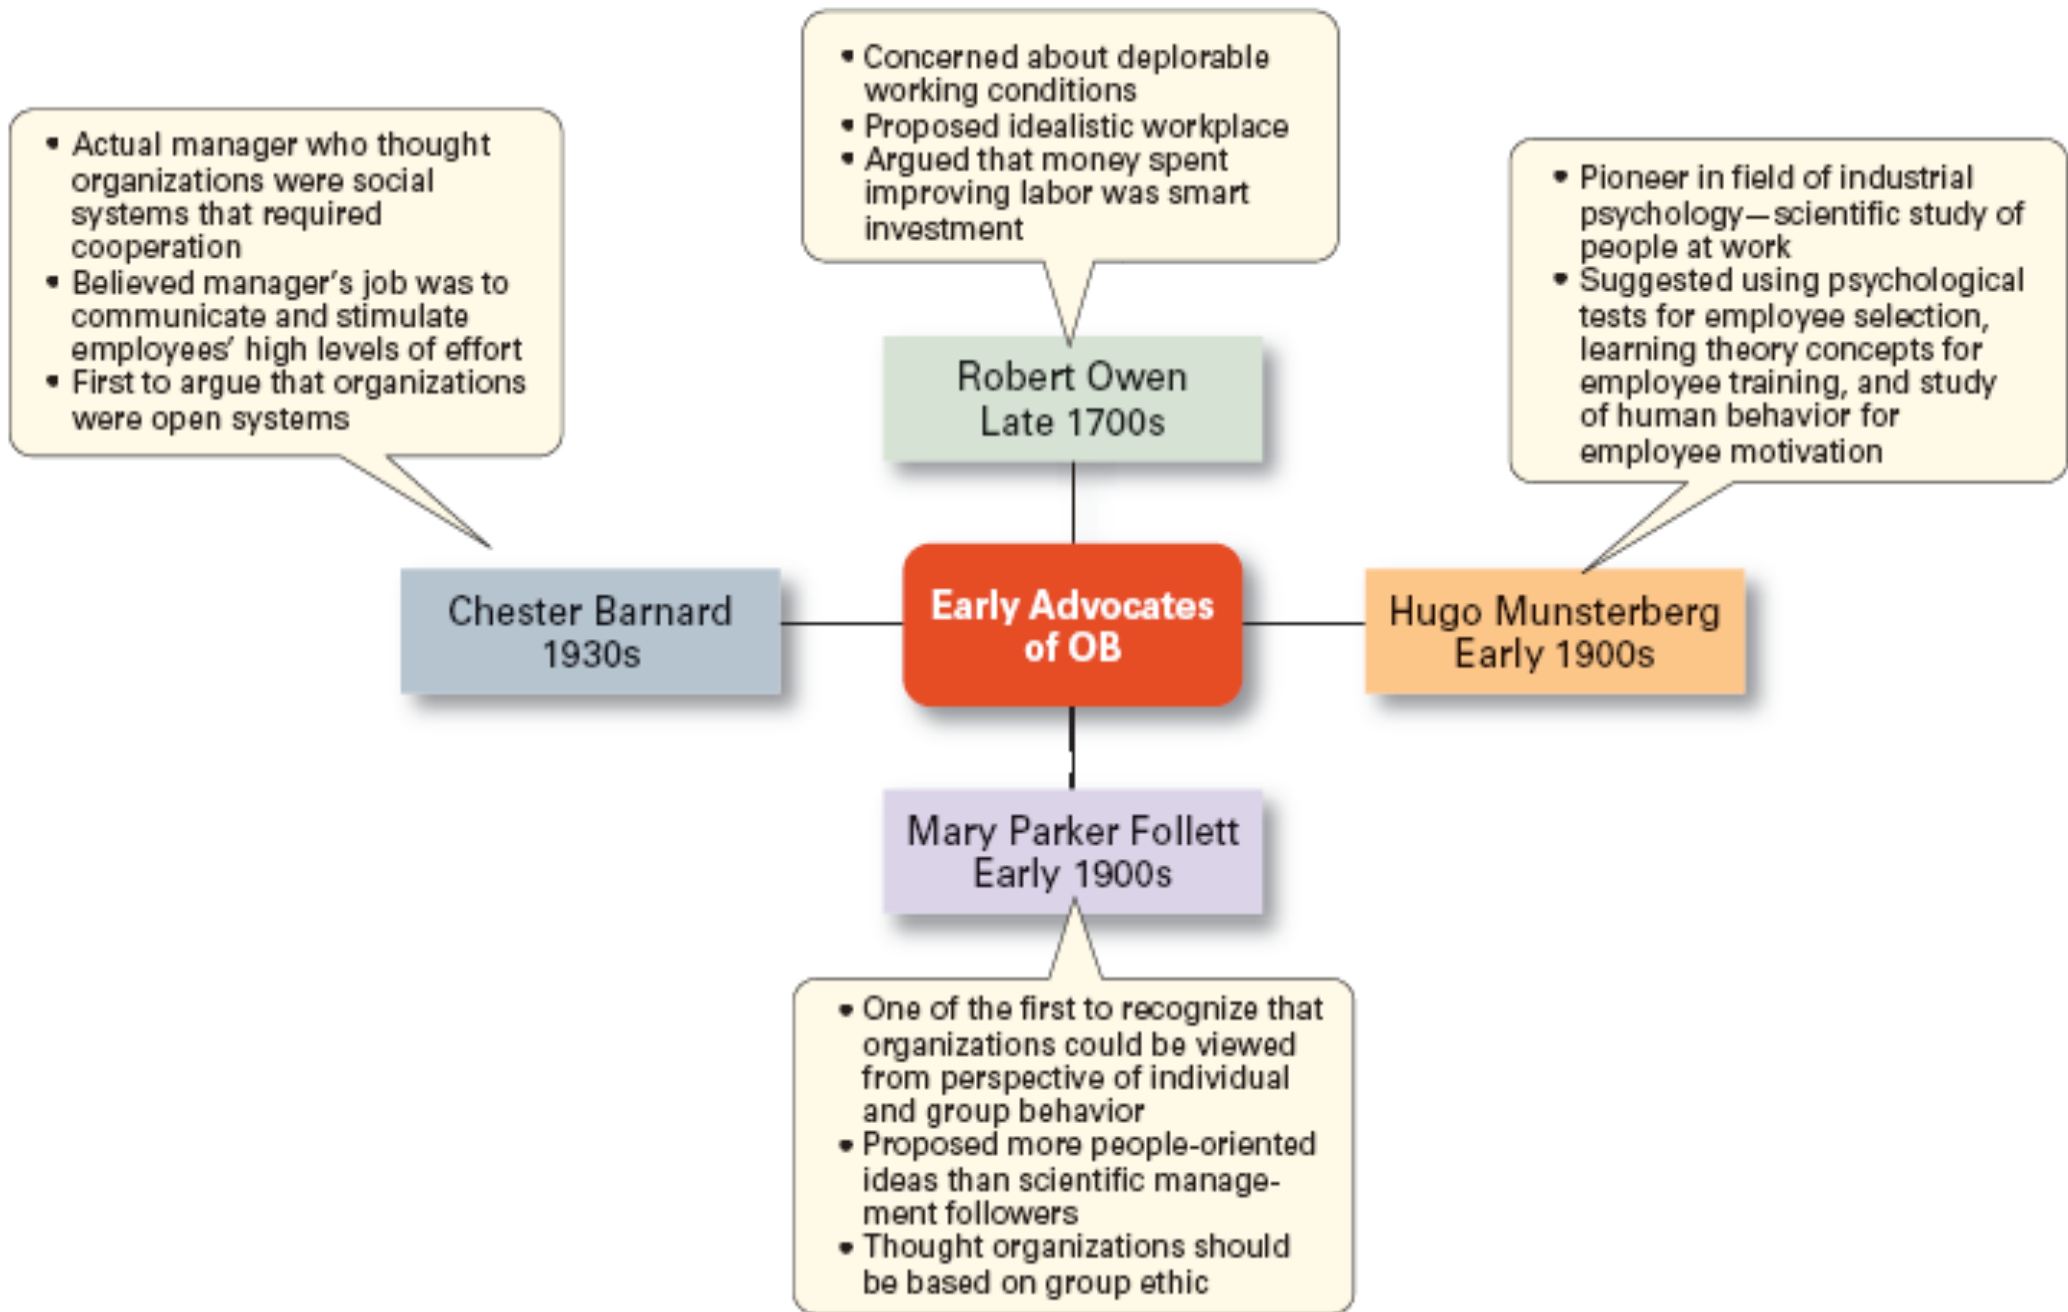 • Concerned about deplorable
working conditions
• Proposed idealistic workplace
• Argued that money spent
improving labor was smart
investment
• Actual manager who thought
organizations were social
systems that required
cooperation
• Believed manager's job was to
communicate and stimulate
employees' high levels of effort
• First to argue that organizations
were open systems
• Pioneer in field of industrial
psychology—scientific study of
people at work
• Suggested using psychological
tests for employee selection,
learning theory concepts for
employee training, and study
of human behavior for
employee motivation
Robert Owen
Late 1700s
Chester Barnard
1930s
Early Advocates
of OB
Hugo Munsterberg
Early 1900s
Mary Parker Follett
Early 1900s
• One of the first to recognize that
organizations could be viewed
from perspective of individual
and group behavior
• Proposed more people-oriented
ideas than scientific manage-
ment followers
• Thought organizations should
be based on group ethic